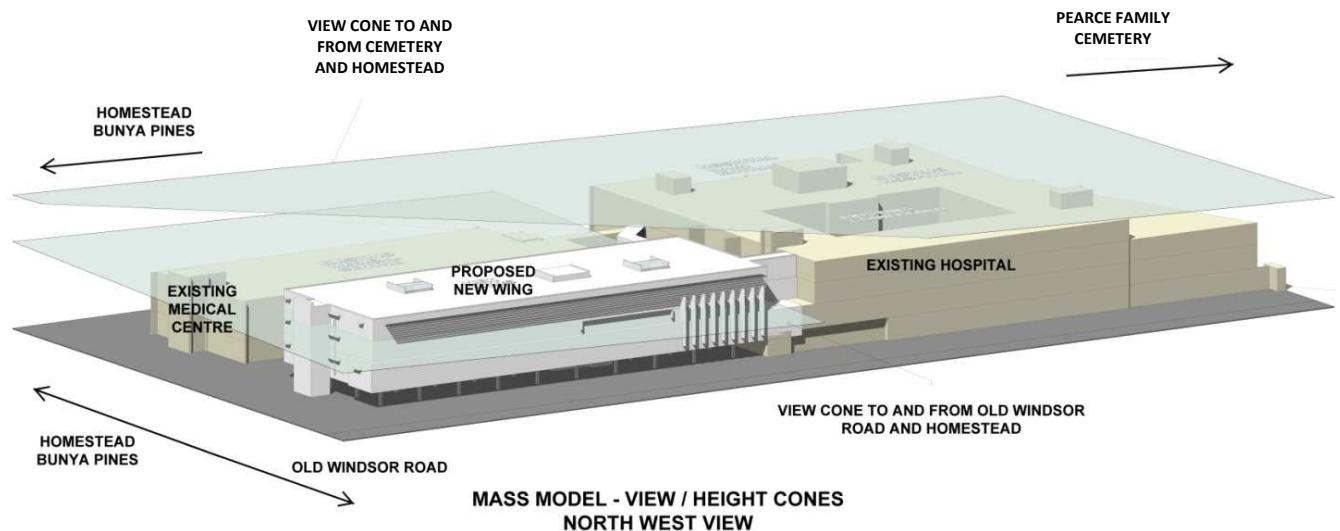 VIEW CONE TO AND
FROM CEMETERY
AND HOMESTEAD
PEARCE FAMILY
CEMETERY
HOMESTEAD
BUNYA PINES
EXISTING
MEDICAL
CENTRE
PROPOSED
NEW WING
EXISTING HOSPITAL
VIEW CONE TO AND FROM OLD WINDSOR
ROAD AND HOMESTEAD
HOMESTEAD
BUNYA PINES
OLD WINDSOR ROAD
MASS MODEL - VIEW / HEIGHT CONES
NORTH WEST VIEW